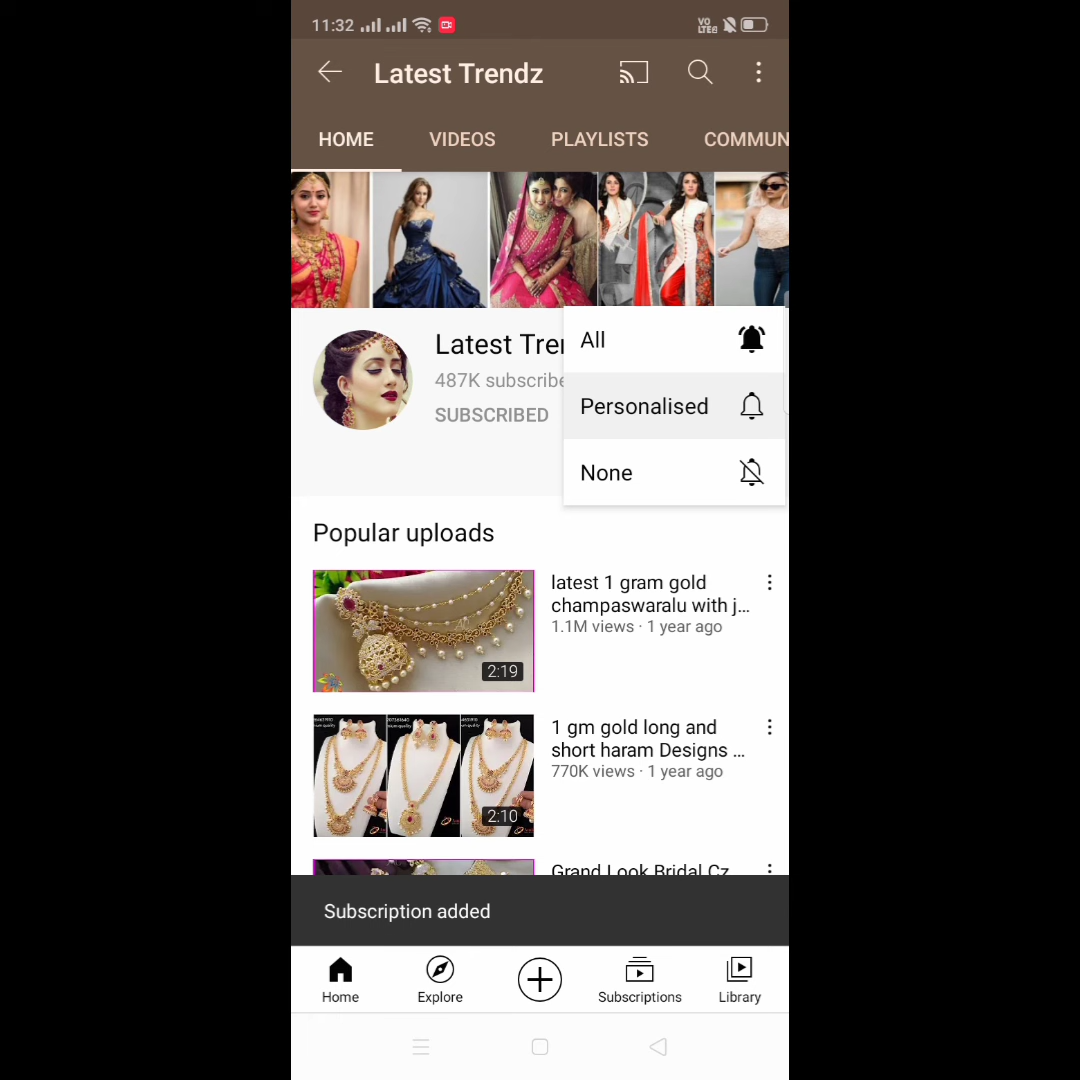 11:32
VO
LTE
Latest Trendz
HOME VIDEOS PLAYLISTS COMMUN
Latest Tre
487K subscribe
SUBSCRIBED
All
Personalised
None
Popular uploads
latest 1 gram gold
champaswaralu with j...
1.1M views · 1 year ago
2:19
1 gm gold long and
short haram Designs ...
770K views · 1 year ago
2:10
Grand Look Bridal Cz
Subscription added
Home Explore Subscriptions Library